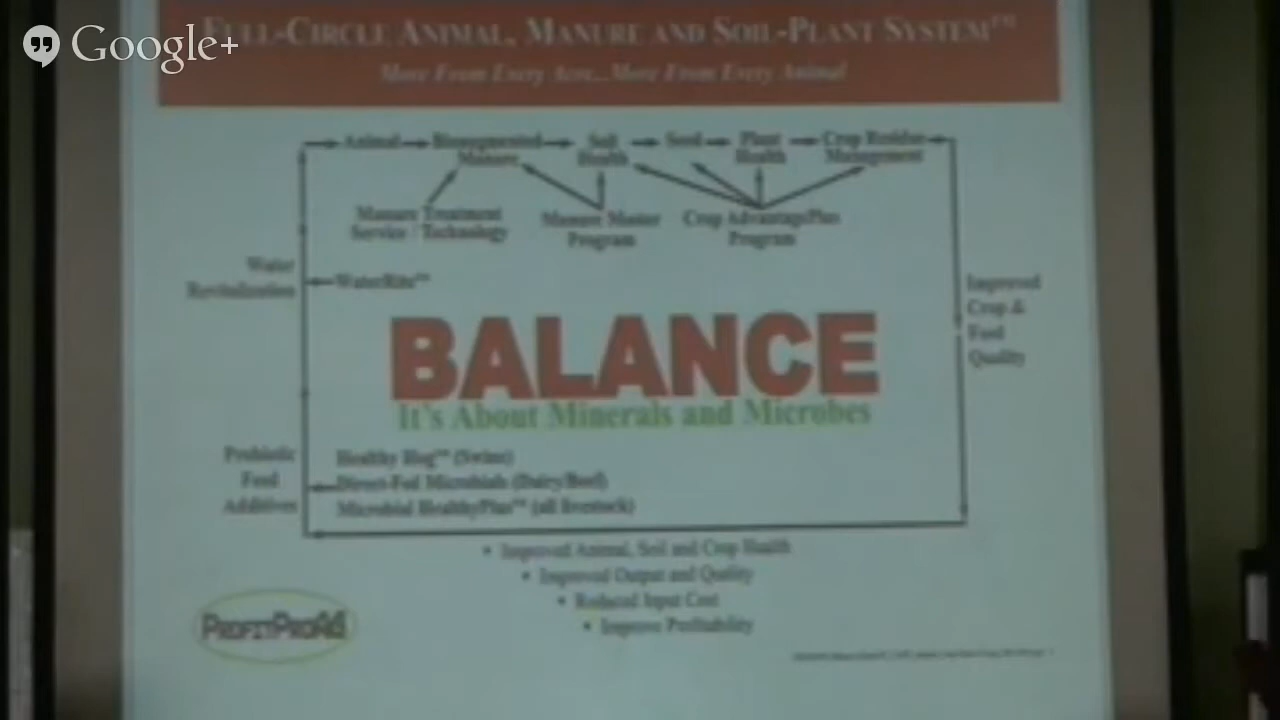 Google+
FULL-CIRCLE ANIMAL, MANURE AND SOIL-PLANT SYSTEM™
More From Every Acre...More From Every Animal
Animal Bioaugmented Manure Soil Health Seed Plant Health Crop Residue Management
Manure Treatment
Service / Technology
Manure Master
Program
Crop AdvantagePlus
Program
Water
Revitalization
WaterRite™
Improved
Crop &
Feed
Quality
BALANCE
It's About Minerals and Microbes
Probiotic
Feed
Additives
Healthy Hog™ (Swine)
Direct-Fed Microbials (Dairy/Beef)
Microbial HealthyPlus™ (all livestock)
• Improved Animal, Soil and Crop Health
• Improved Output and Quality
• Reduced Input Cost
• Improve Profitability
PROFITPROAG